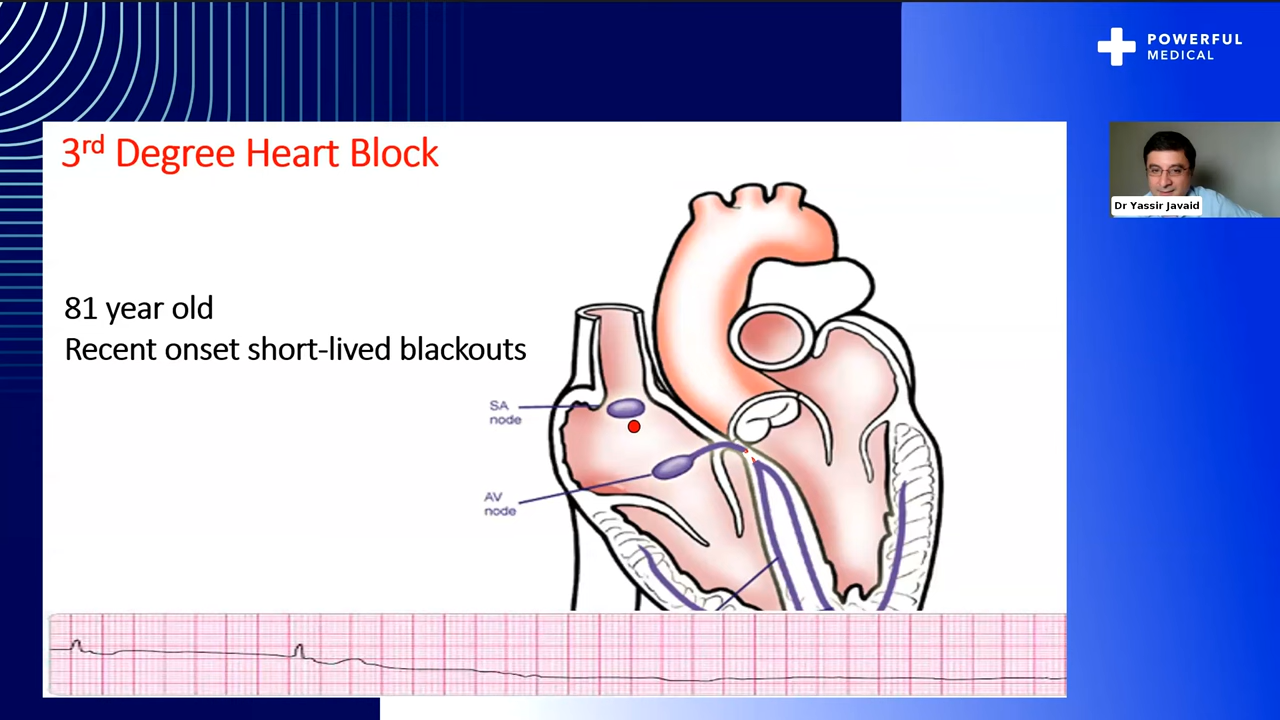 POWERFUL
MEDICAL
3rd Degree Heart Block
Dr Yassir Javaid
81 year old
Recent onset short-lived blackouts
SA
node
AV
node